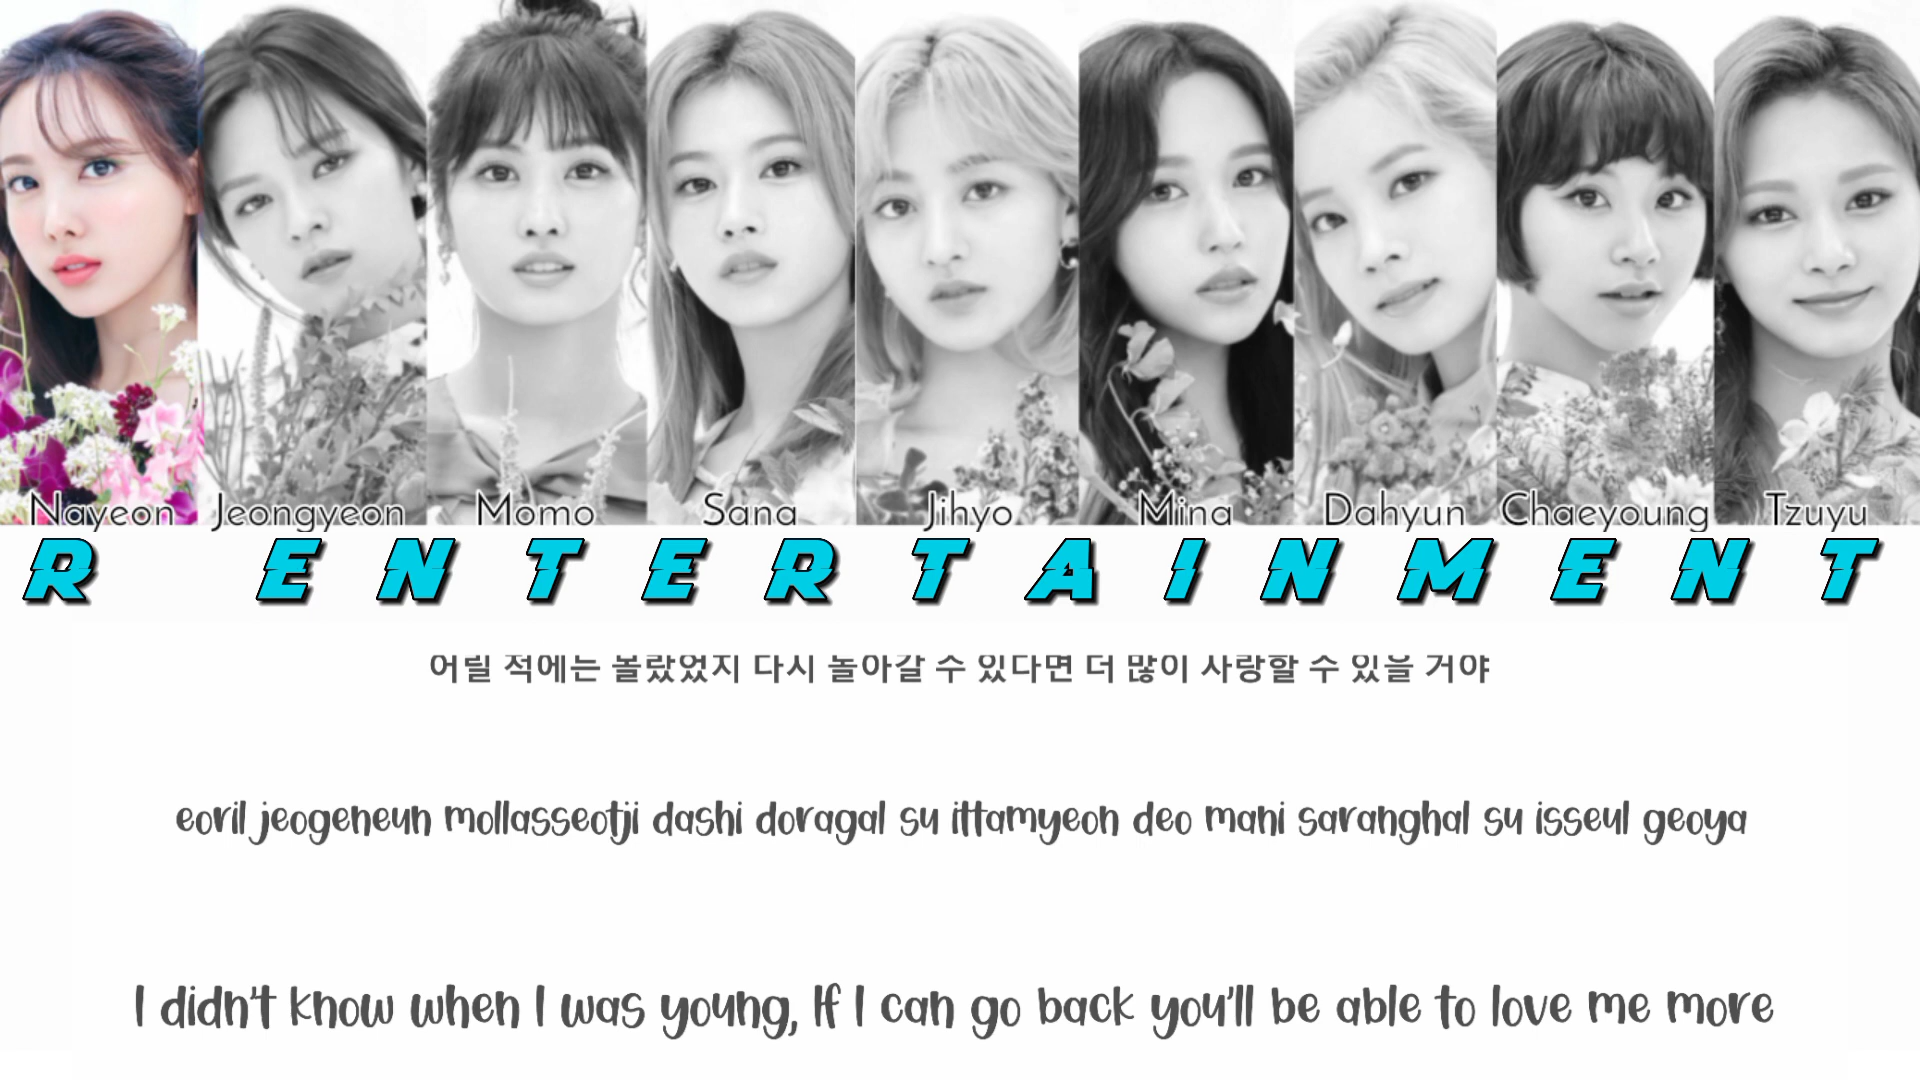 Nayeon Jeongyeon Momo Sana Jihyo Mina Dahyun Chaeyoung Tzuyu
R ENTERTAINMENT
어릴 적에는 몰랐었지 다시 돌아갈 수 있다면 더 많이 사랑할 수 있을 거야
eoril jeogeneun mollasseotji dashi doragal su ittamyeon deo mani saranghal su isseul geoya
I didn't know when I was young, If I can go back you'll be able to love me more